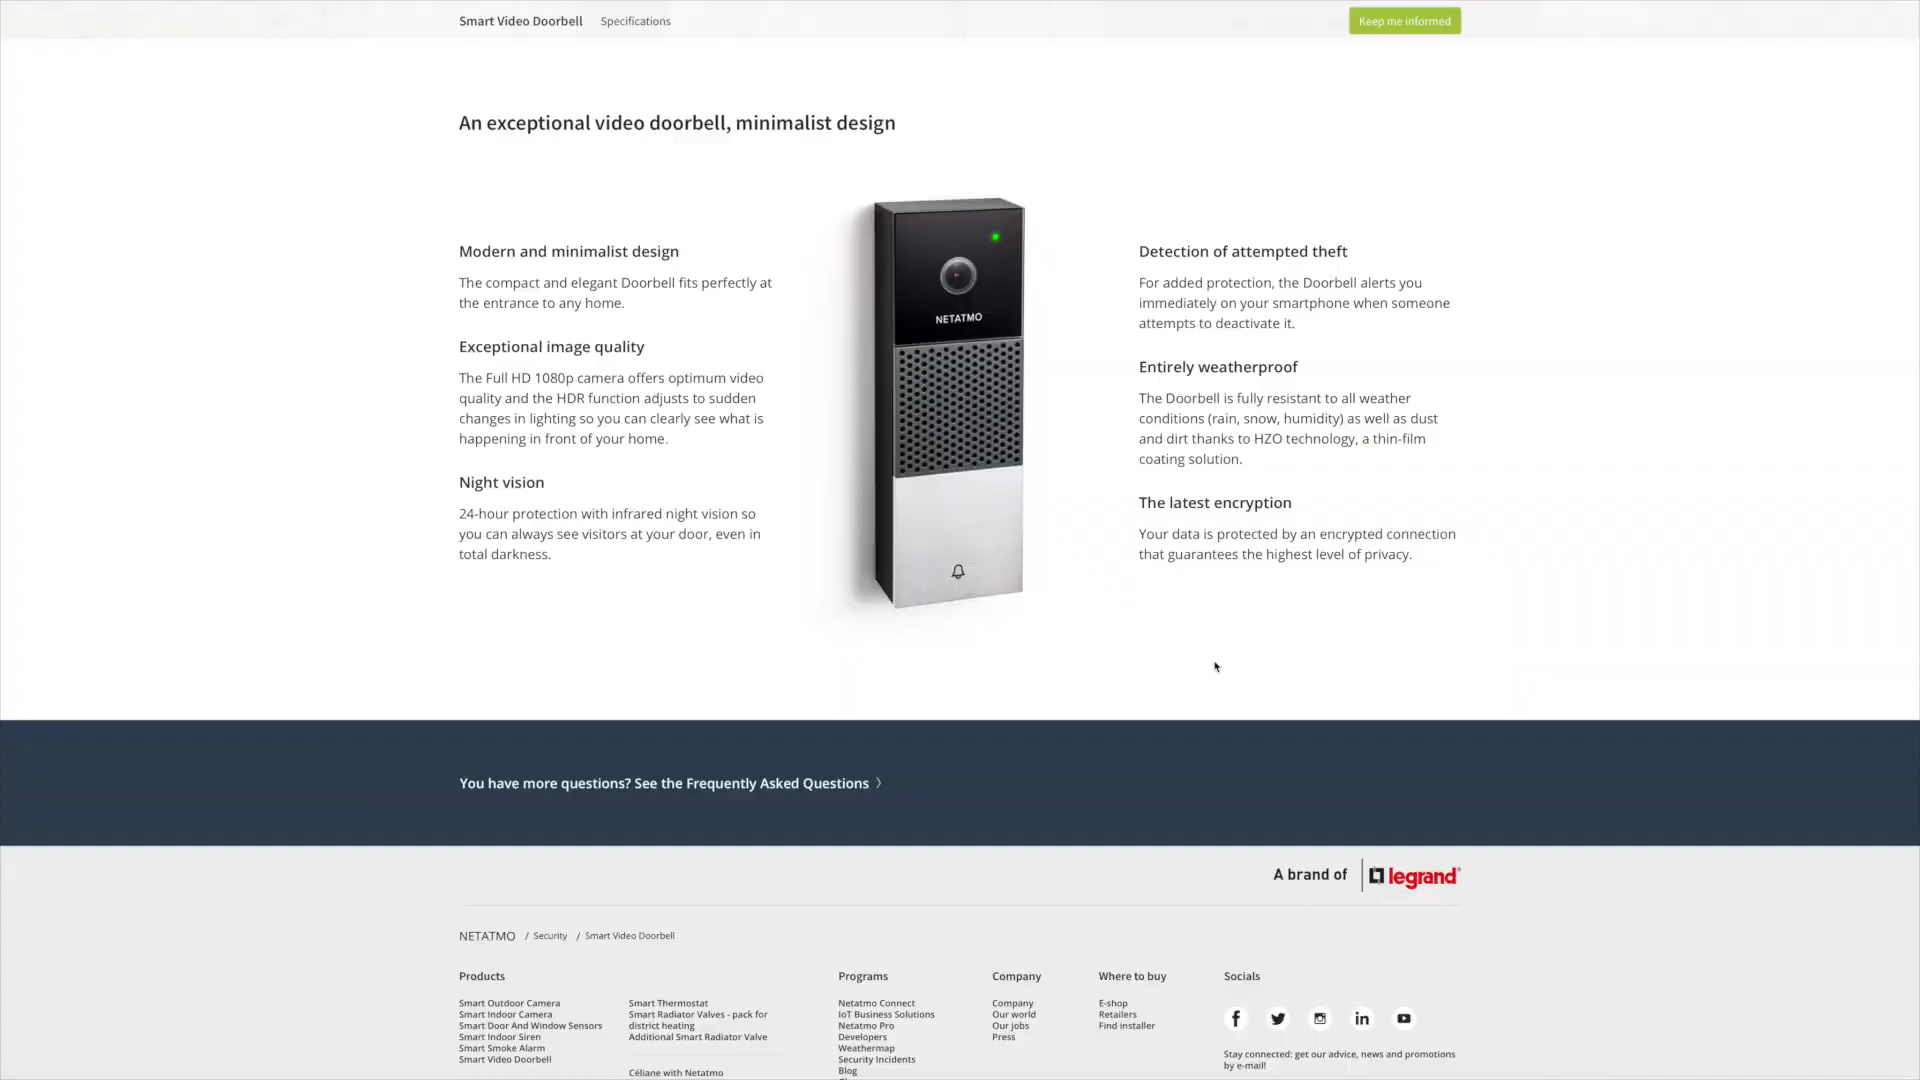 Smart Video Doorbell Specifications Keep me informed
An exceptional video doorbell, minimalist design
Modern and minimalist design
The compact and elegant Doorbell fits perfectly at
the entrance to any home.
Exceptional image quality
The Full HD 1080p camera offers optimum video
quality and the HDR function adjusts to sudden
changes in lighting so you can clearly see what is
happening in front of your home.
Night vision
24-hour protection with infrared night vision so
you can always see visitors at your door, even in
total darkness.
NETATMO
Detection of attempted theft
For added protection, the Doorbell alerts you
immediately on your smartphone when someone
attempts to deactivate it.
Entirely weatherproof
The Doorbell is fully resistant to all weather
conditions (rain, snow, humidity) as well as dust
and dirt thanks to HZO technology, a thin-film
coating solution.
The latest encryption
Your data is protected by an encrypted connection
that guarantees the highest level of privacy.
You have more questions? See the Frequently Asked Questions
A brand of legrand
NETATMO / Security / Smart Video Doorbell
Products
Smart Outdoor Camera
Smart Indoor Camera
Smart Door And Window Sensors
Smart Indoor Siren
Smart Smoke Alarm
Smart Video Doorbell
Smart Thermostat
Smart Radiator Valves - pack for
district heating
Additional Smart Radiator Valve
Céliane with Netatmo
Programs
Netatmo Connect
IoT Business Solutions
Netatmo Pro
Developers
Weathermap
Security Incidents
Blog
Company
Company
Our world
Our jobs
Press
Where to buy
E-shop
Retailers
Find installer
Socials
Stay connected: get our advice, news and promotions
by e-mail!